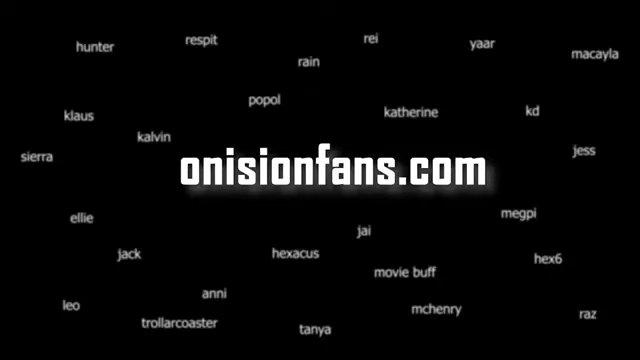 hunter
respit
rei
yaar
macayla
rain
popol
klaus
katherine
kd
kalvin
sierra
jess
onisionfans.com
ellie
megpi
jai
jack
hexacus
hex6
movie buff
anni
leo
mchenry
raz
trollarcoaster
tanya